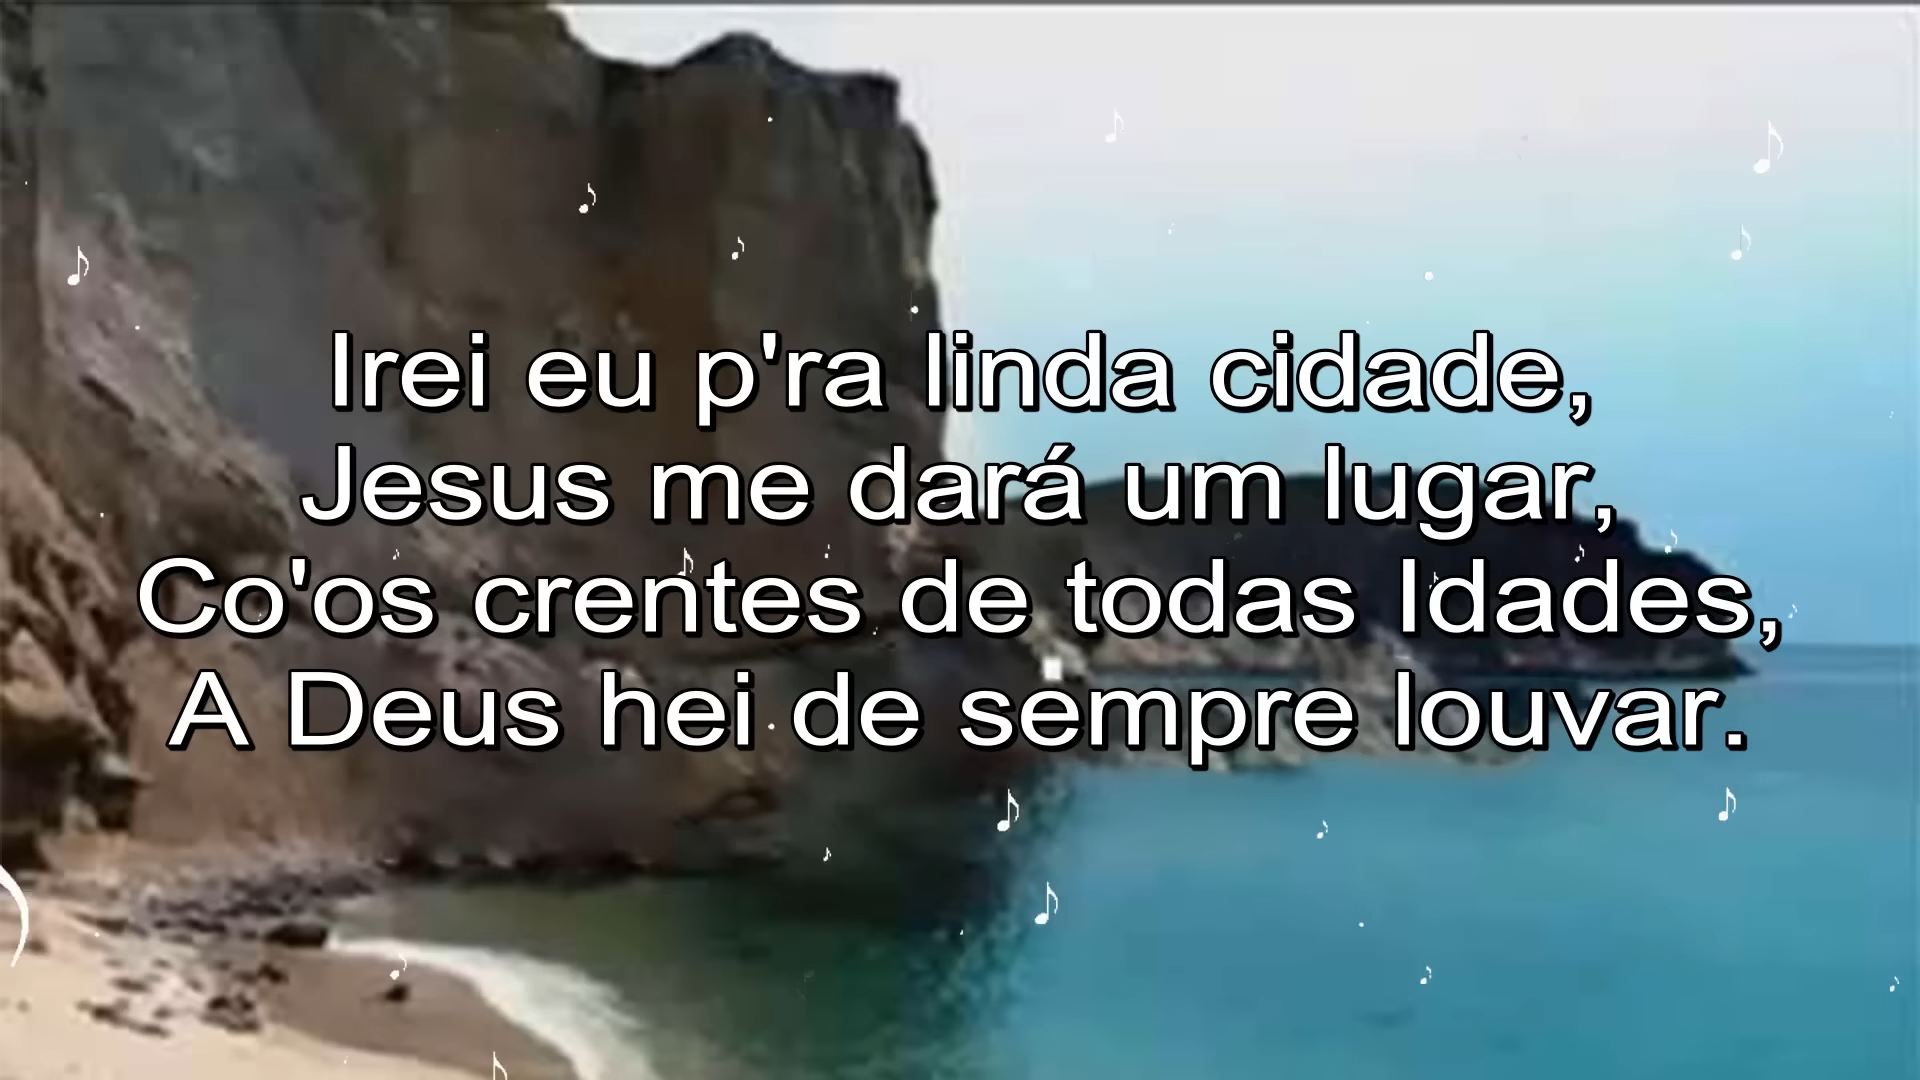 Irei eu p'ra linda cidade,
Jesus me dará um lugar,
Co'os crentes de todas Idades,
A Deus hei de sempre louvar.